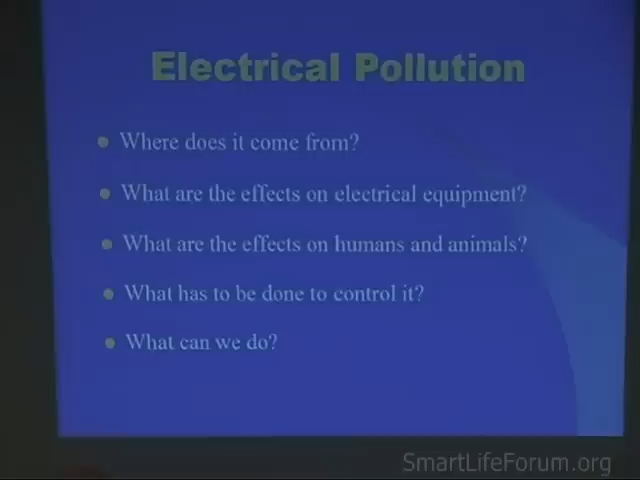 Electrical Pollution
Where does it come from?
What are the effects on electrical equipment?
What are the effects on humans and animals?
What has to be done to control it?
What can we do?
SmartLifeForum.org